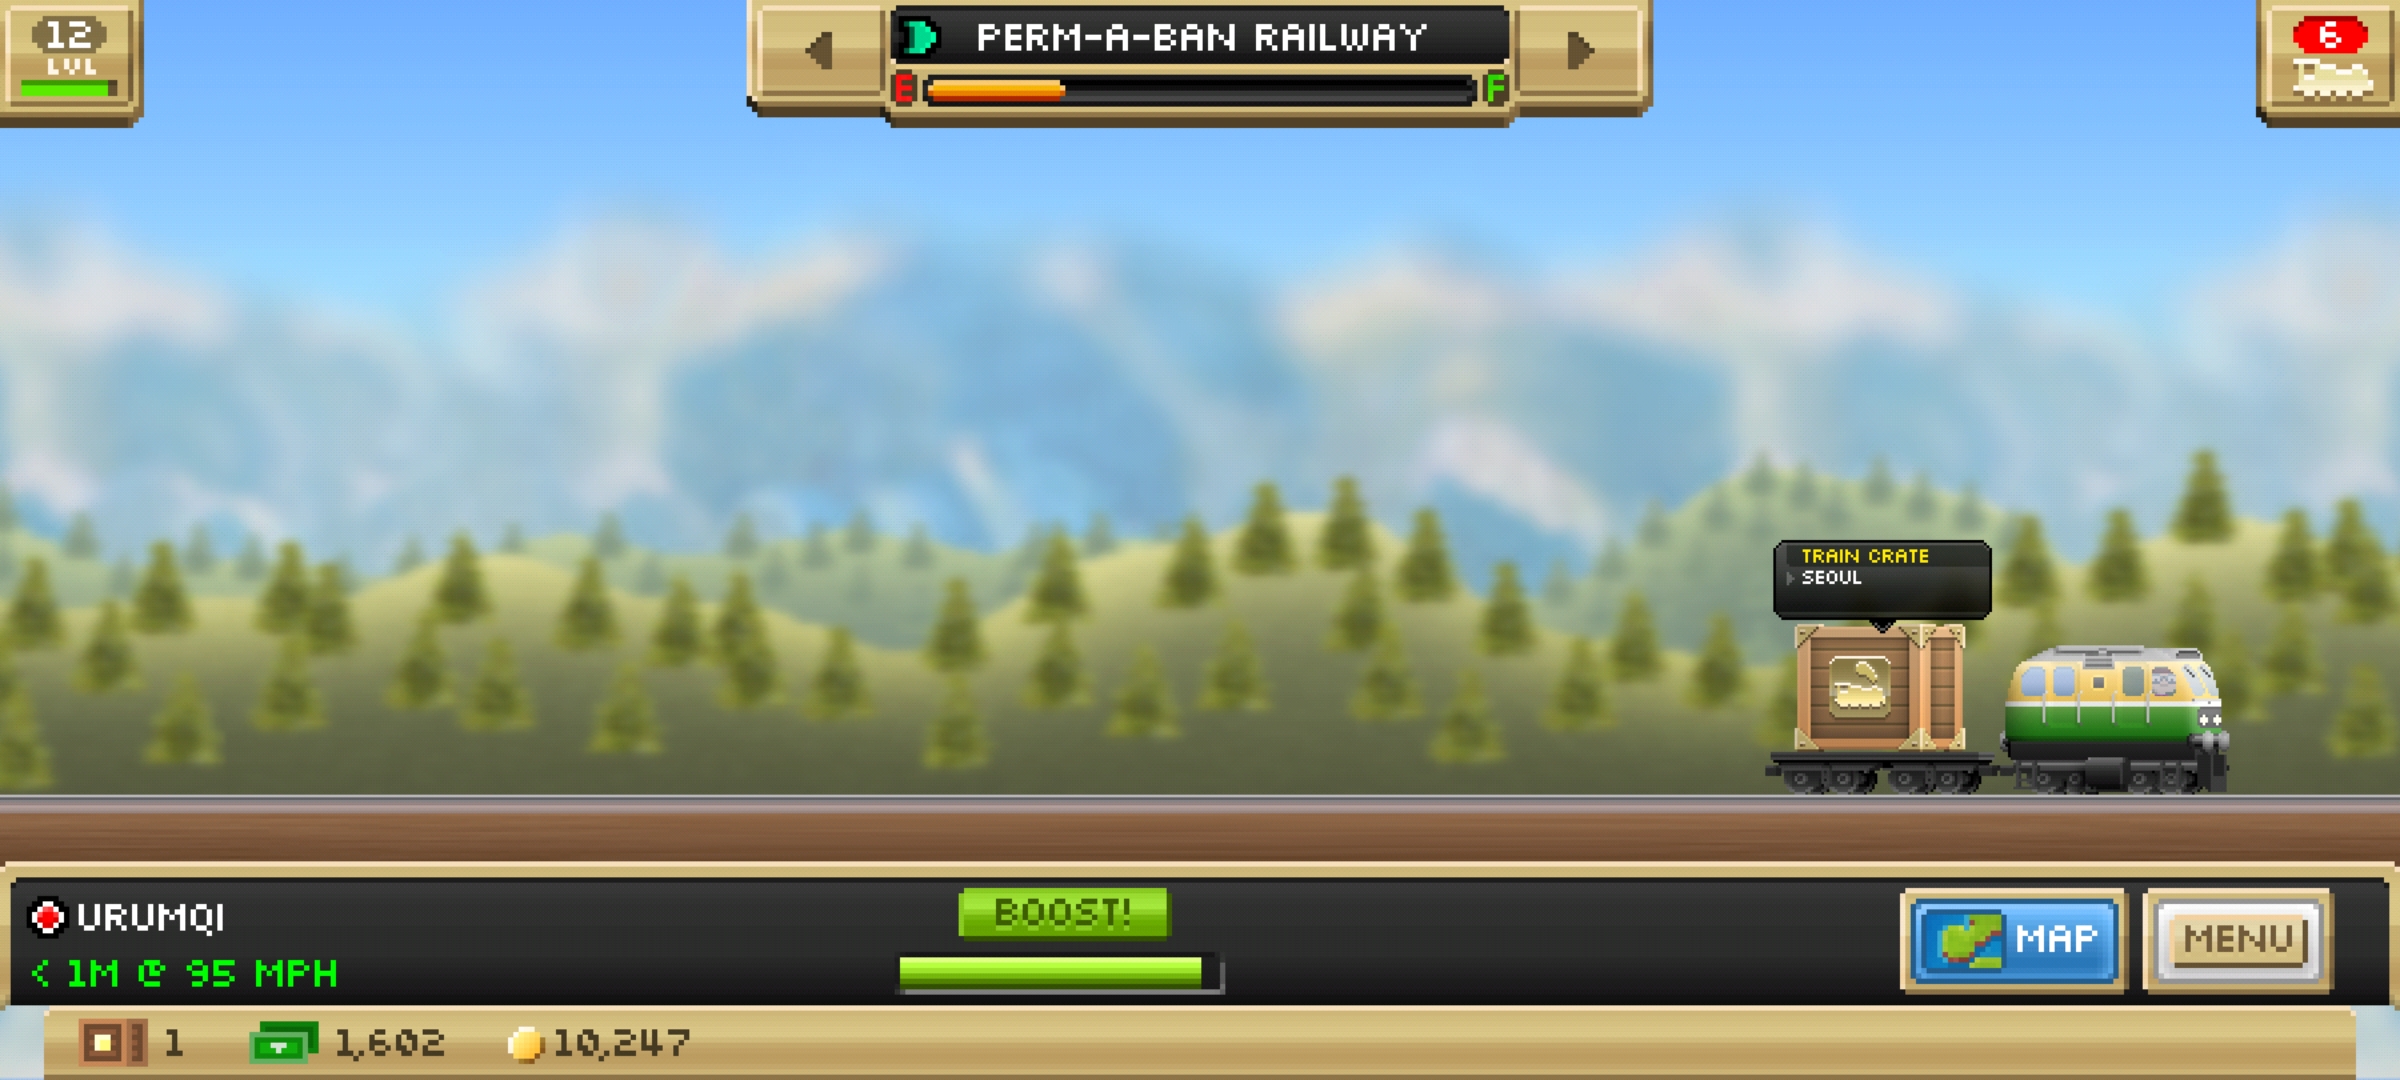 12
LVL
PERM-A-BAN RAILWAY
E F
6
TRAIN CRATE
SEOUL
URUMQI
BOOST!
< 1M @ 95 MPH
MAP
MENU
1 1,602 10,247